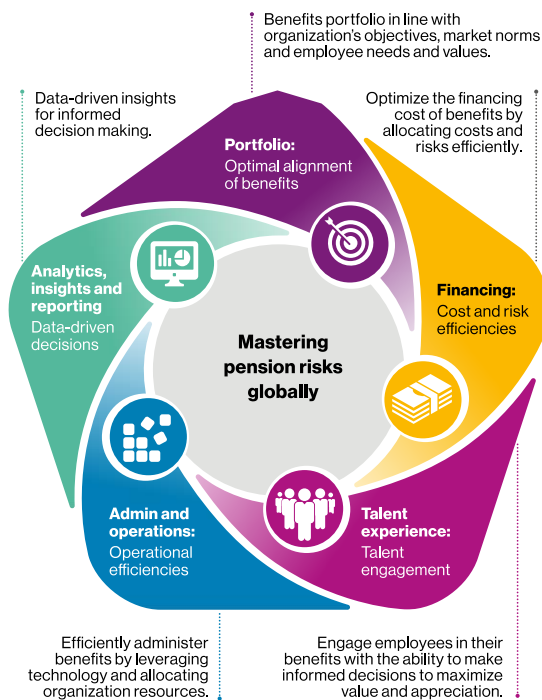 Benefits portfolio in line with
organization's objectives, market norms
and employee needs and values.
Data-driven insights
for informed
decision making.
Optimize the financing
cost of benefits by
allocating costs and
risks efficiently.
Portfolio:
Optimal alignment
of benefits
Analytics,
insights and
reporting
Data-driven
decisions
Financing:
Cost and risk
efficiencies
Mastering
pension risks
globally
Admin and
operations:
Operational
efficiencies
Talent
experience:
Talent
engagement
Efficiently administer
benefits by leveraging
technology and allocating
organization resources.
Engage employees in their
benefits with the ability to make
informed decisions to maximize
value and appreciation.